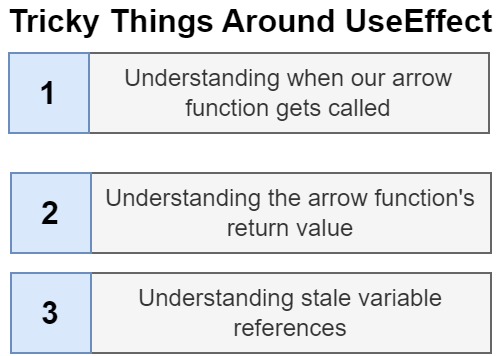 Tricky Things Around UseEffect
1
Understanding when our arrow
function gets called
2
Understanding the arrow function's
return value
3
Understanding stale variable
references